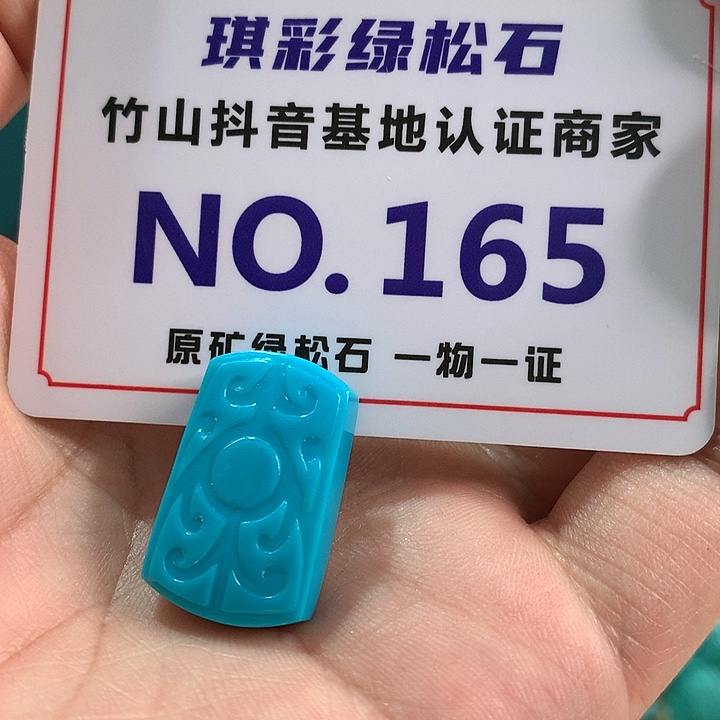 琪彩绿松石
竹山抖音基地认证商家
NO.165
原矿绿松石 一物一证